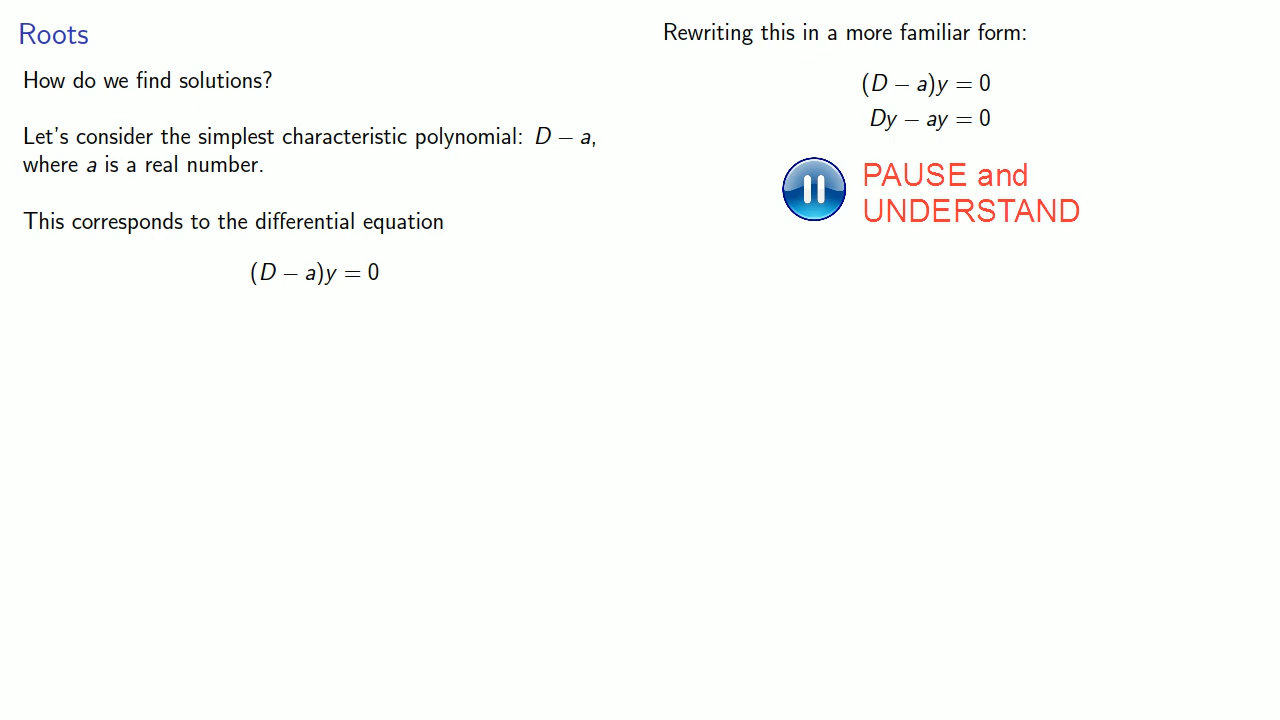 Roots
How do we find solutions?
Let's consider the simplest characteristic polynomial: D − a,
where a is a real number.
This corresponds to the differential equation
(D − a)y = 0
Rewriting this in a more familiar form:
(D − a)y = 0
Dy − ay = 0
PAUSE and
UNDERSTAND